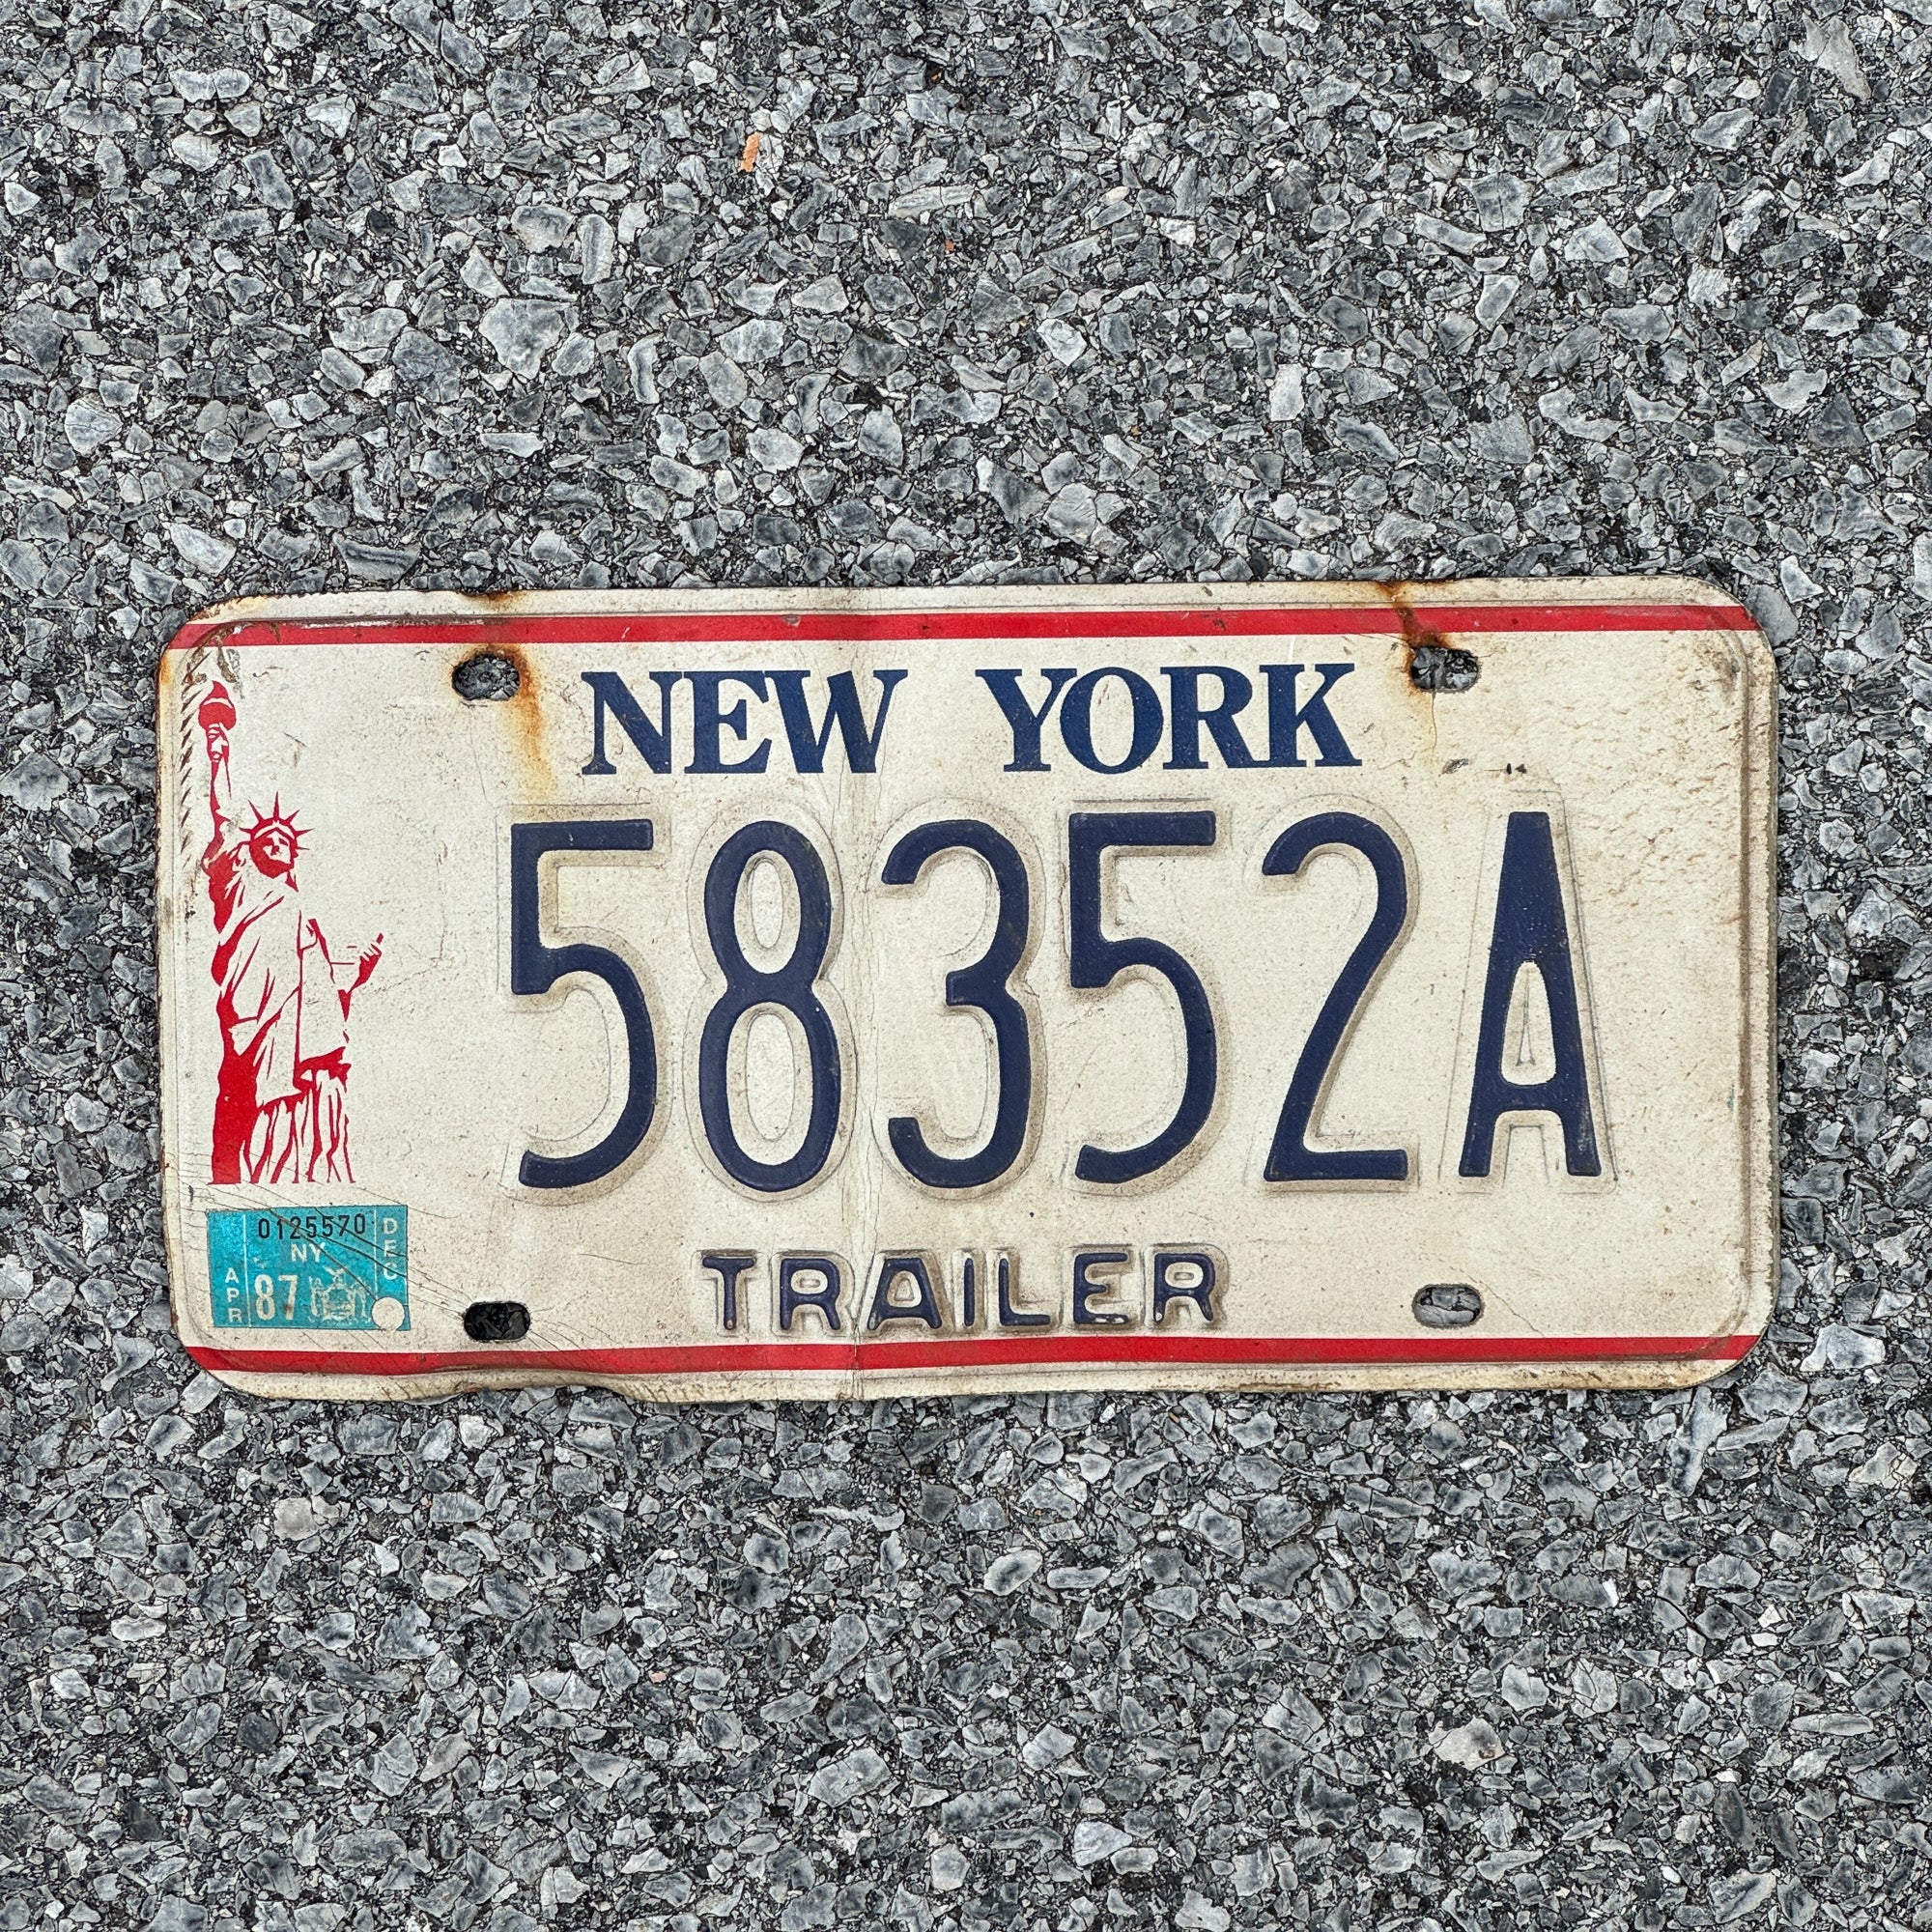 NEW YORK
58352A
0125570
NY
87
APR
DEC
TRAILER